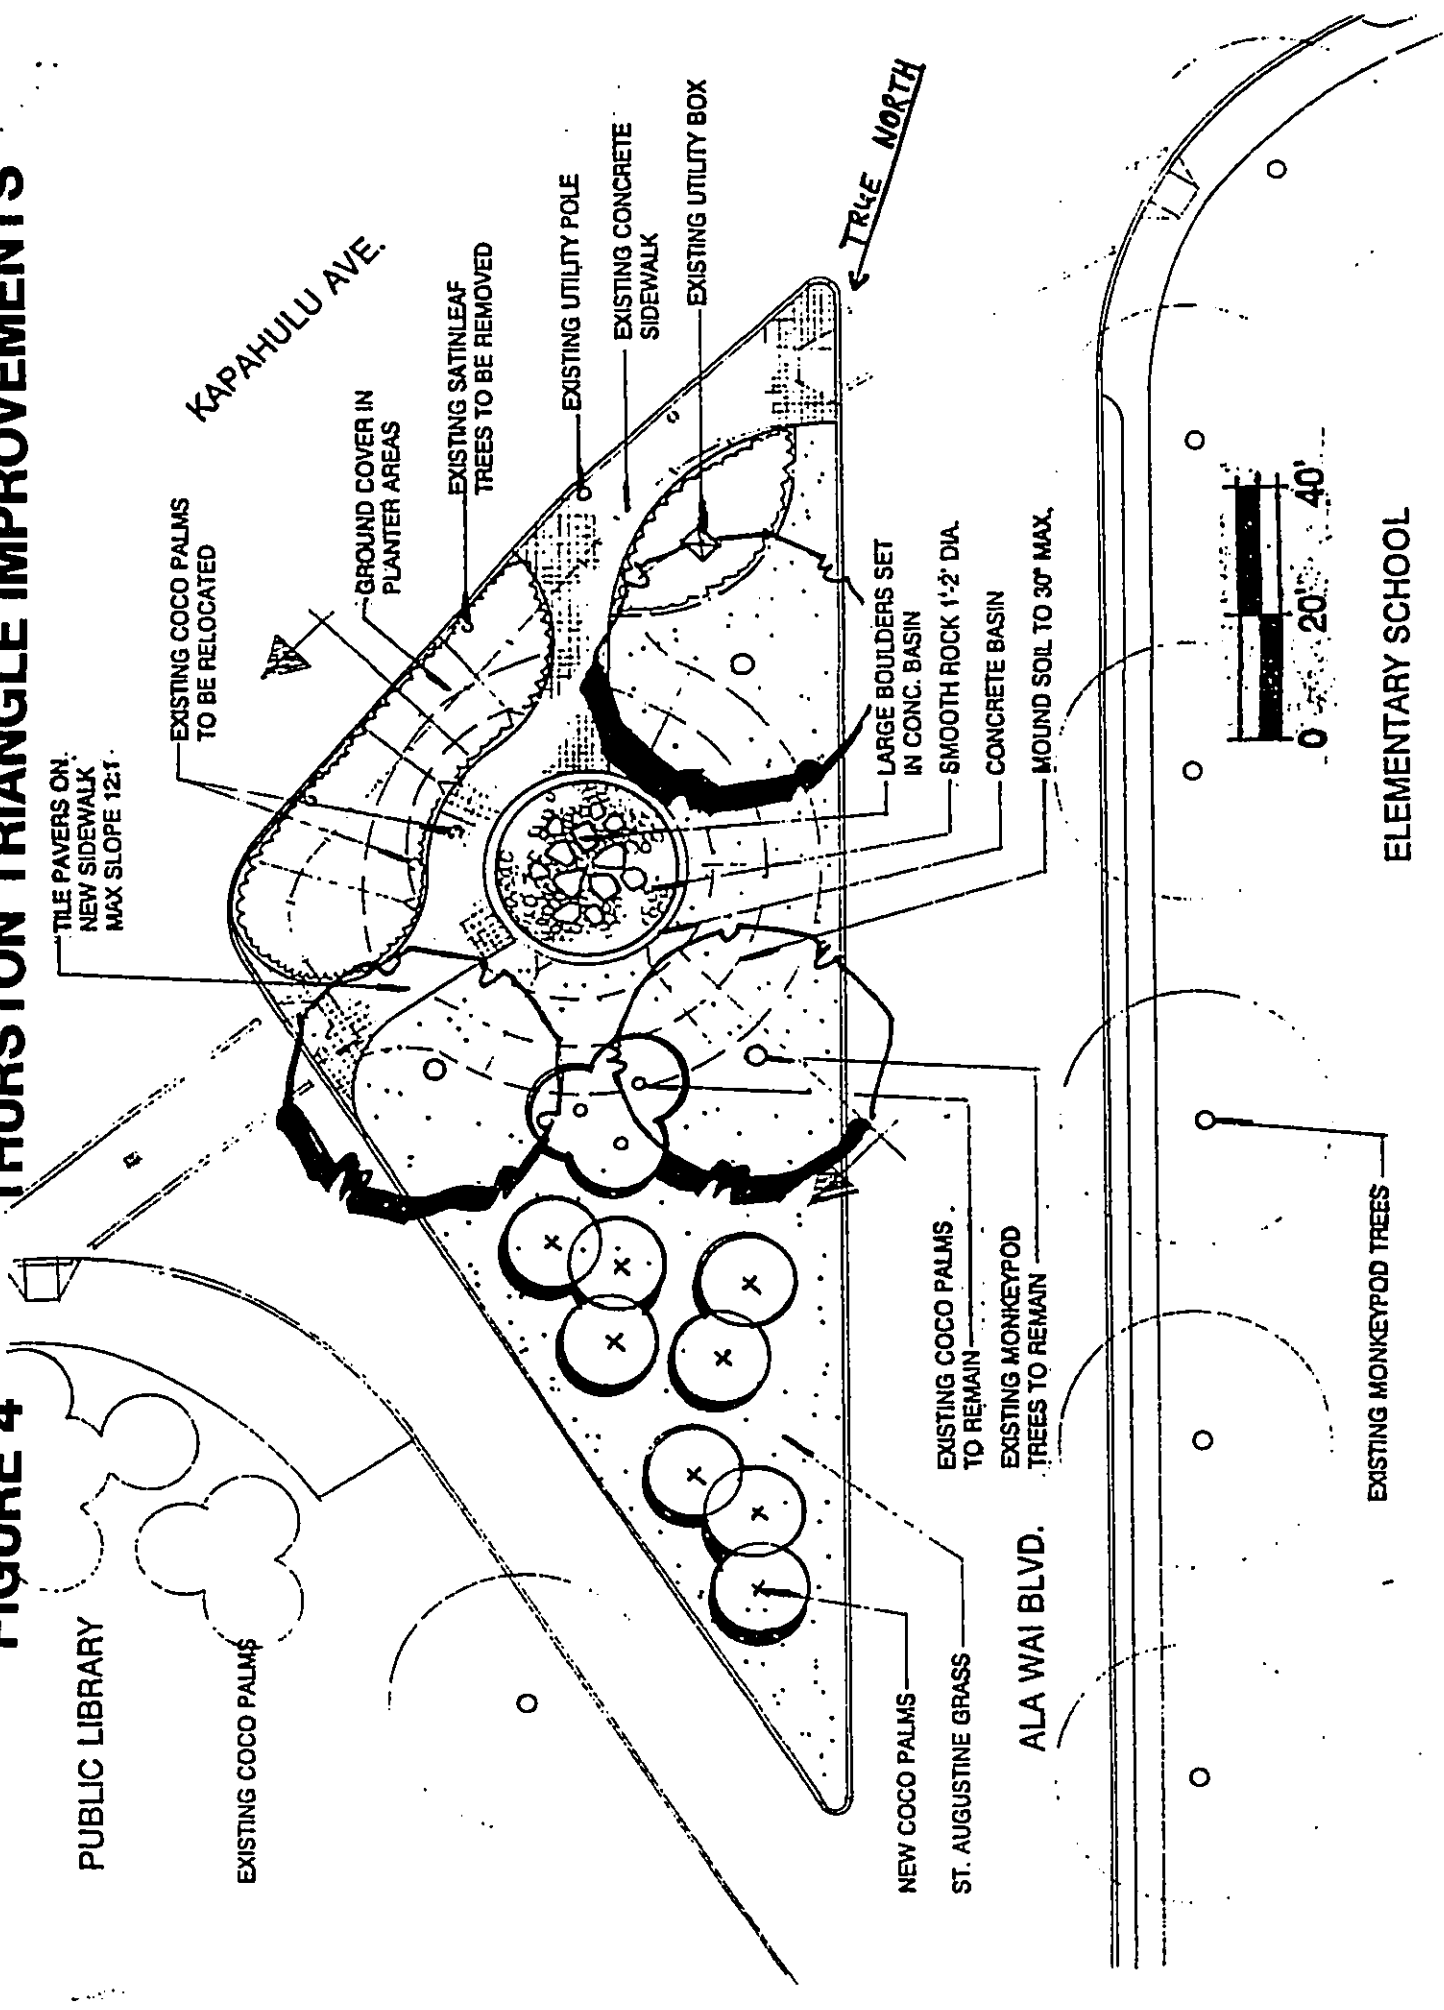 FIGURE 4 THURSTON TRIANGLE IMPROVEMENTS
PUBLIC LIBRARY
EXISTING COCO PALMS
TILE PAVERS ON
NEW SIDEWALK
MAX SLOPE 12:1
EXISTING COCO PALMS
TO BE RELOCATED
KAPAHULU AVE.
GROUND COVER IN
PLANTER AREAS
EXISTING SATINLEAF
TREES TO BE REMOVED
EXISTING UTILITY POLE
EXISTING CONCRETE
SIDEWALK
EXISTING UTILITY BOX
TRUE NORTH
LARGE BOULDERS SET
IN CONC. BASIN
SMOOTH ROCK 1'-2' DIA.
CONCRETE BASIN
MOUND SOIL TO 30" MAX.
EXISTING COCO PALMS
TO REMAIN
EXISTING MONKEYPOD
TREES TO REMAIN
NEW COCO PALMS
ST. AUGUSTINE GRASS
ALA WAI BLVD.
0 20' 40'
EXISTING MONKEYPOD TREES
ELEMENTARY SCHOOL